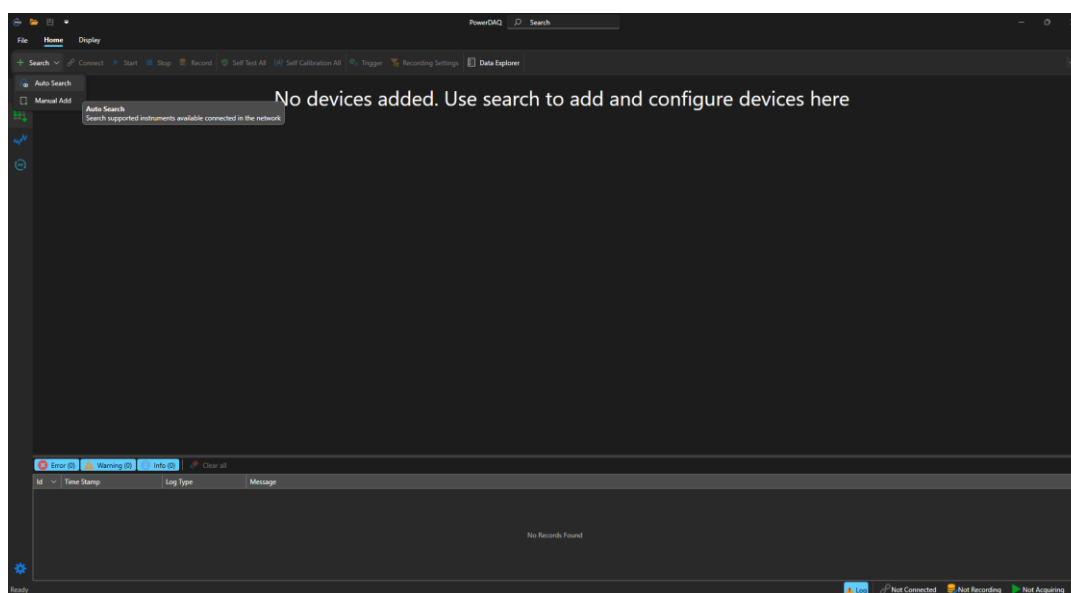 PowerDAQ Search
File Home Display
Search Connect Start Stop Record Self Test All Self Calibration All Trigger Recording Settings Data Explorer
Auto Search
Manual Add
No devices added. Use search to add and configure devices here
Auto Search
Search supported instruments available connected in the network
Error (0) Warning (0) Info (0) Clear all
Id Time Stamp Log Type Message
No Records Found
Ready Log Not Connected Not Recording Not Acquiring